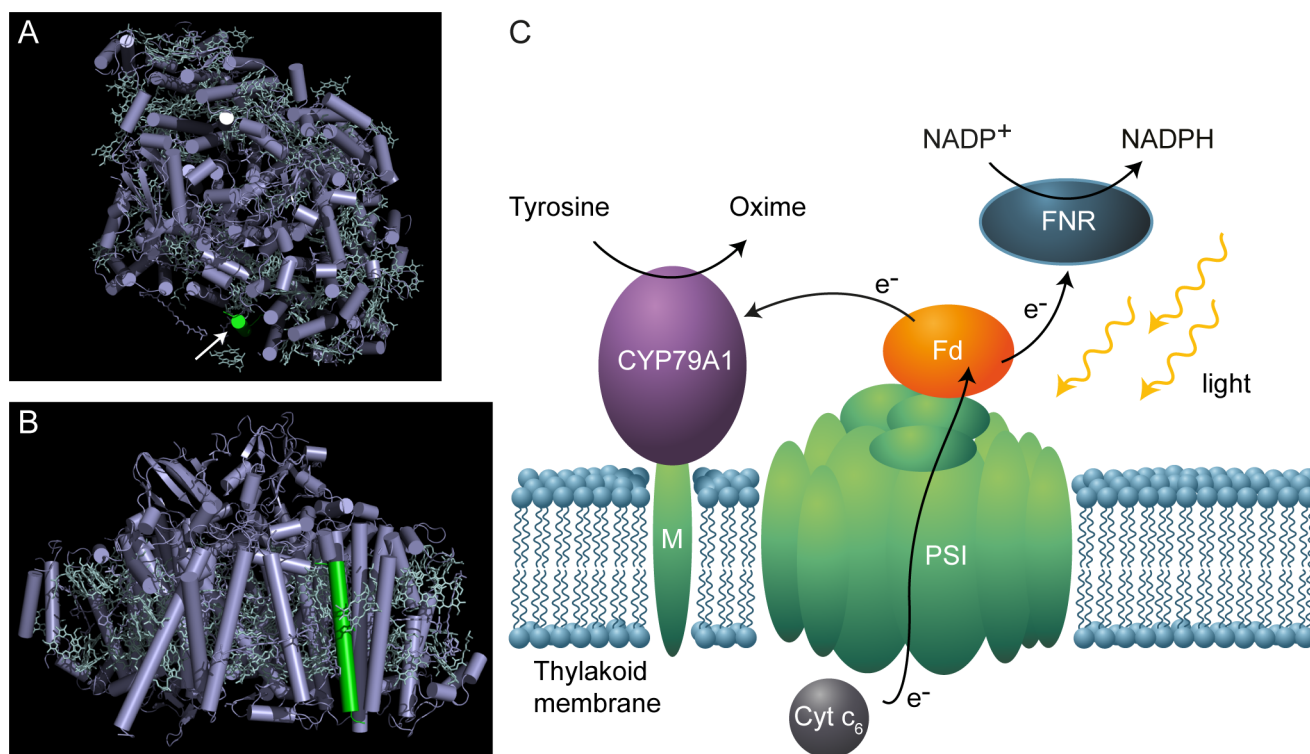 A
B
C
NADP⁺
NADPH
FNR
Tyrosine
Oxime
e⁻
e⁻
CYP79A1
Fd
light
M
PSI
Thylakoid
membrane
Cyt c₆
e⁻